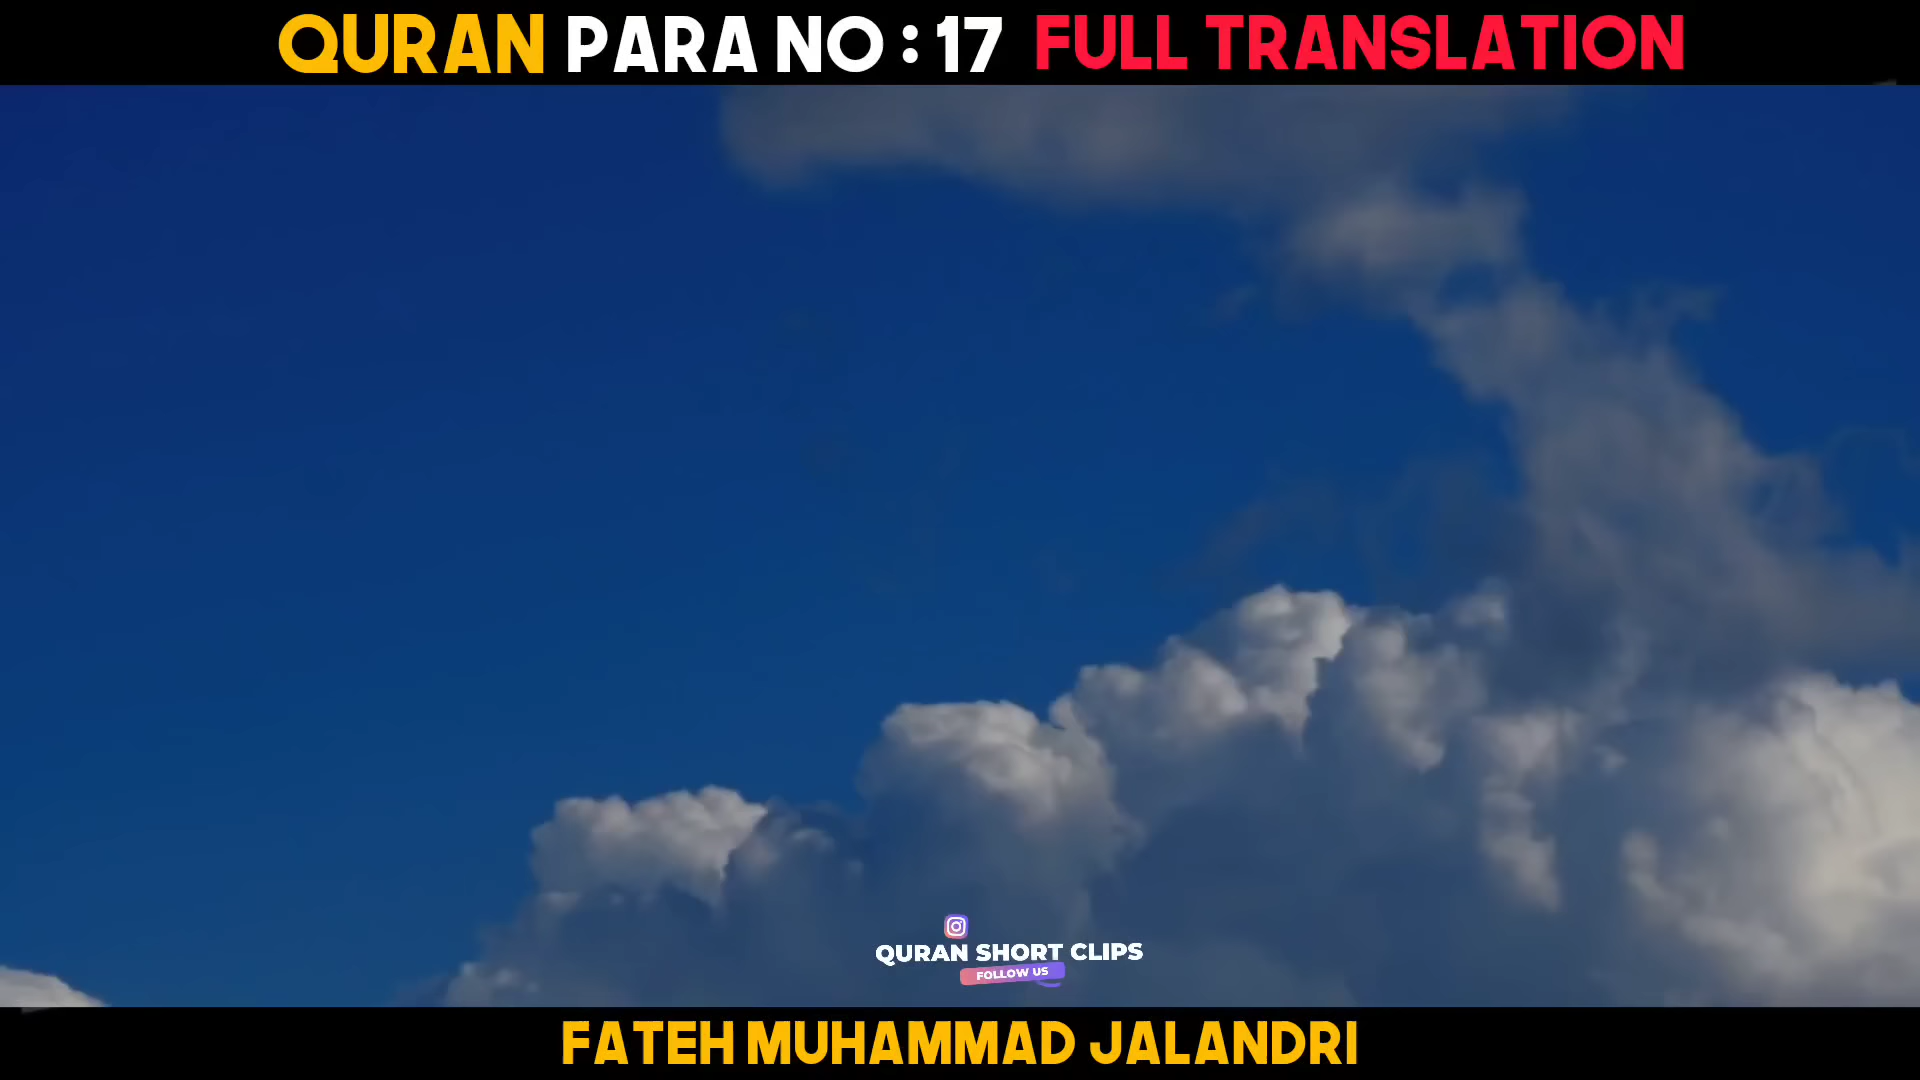 QURAN PARA NO : 17 FULL TRANSLATION
QURAN SHORT CLIPS
FOLLOW US
FATEH MUHAMMAD JALANDRI